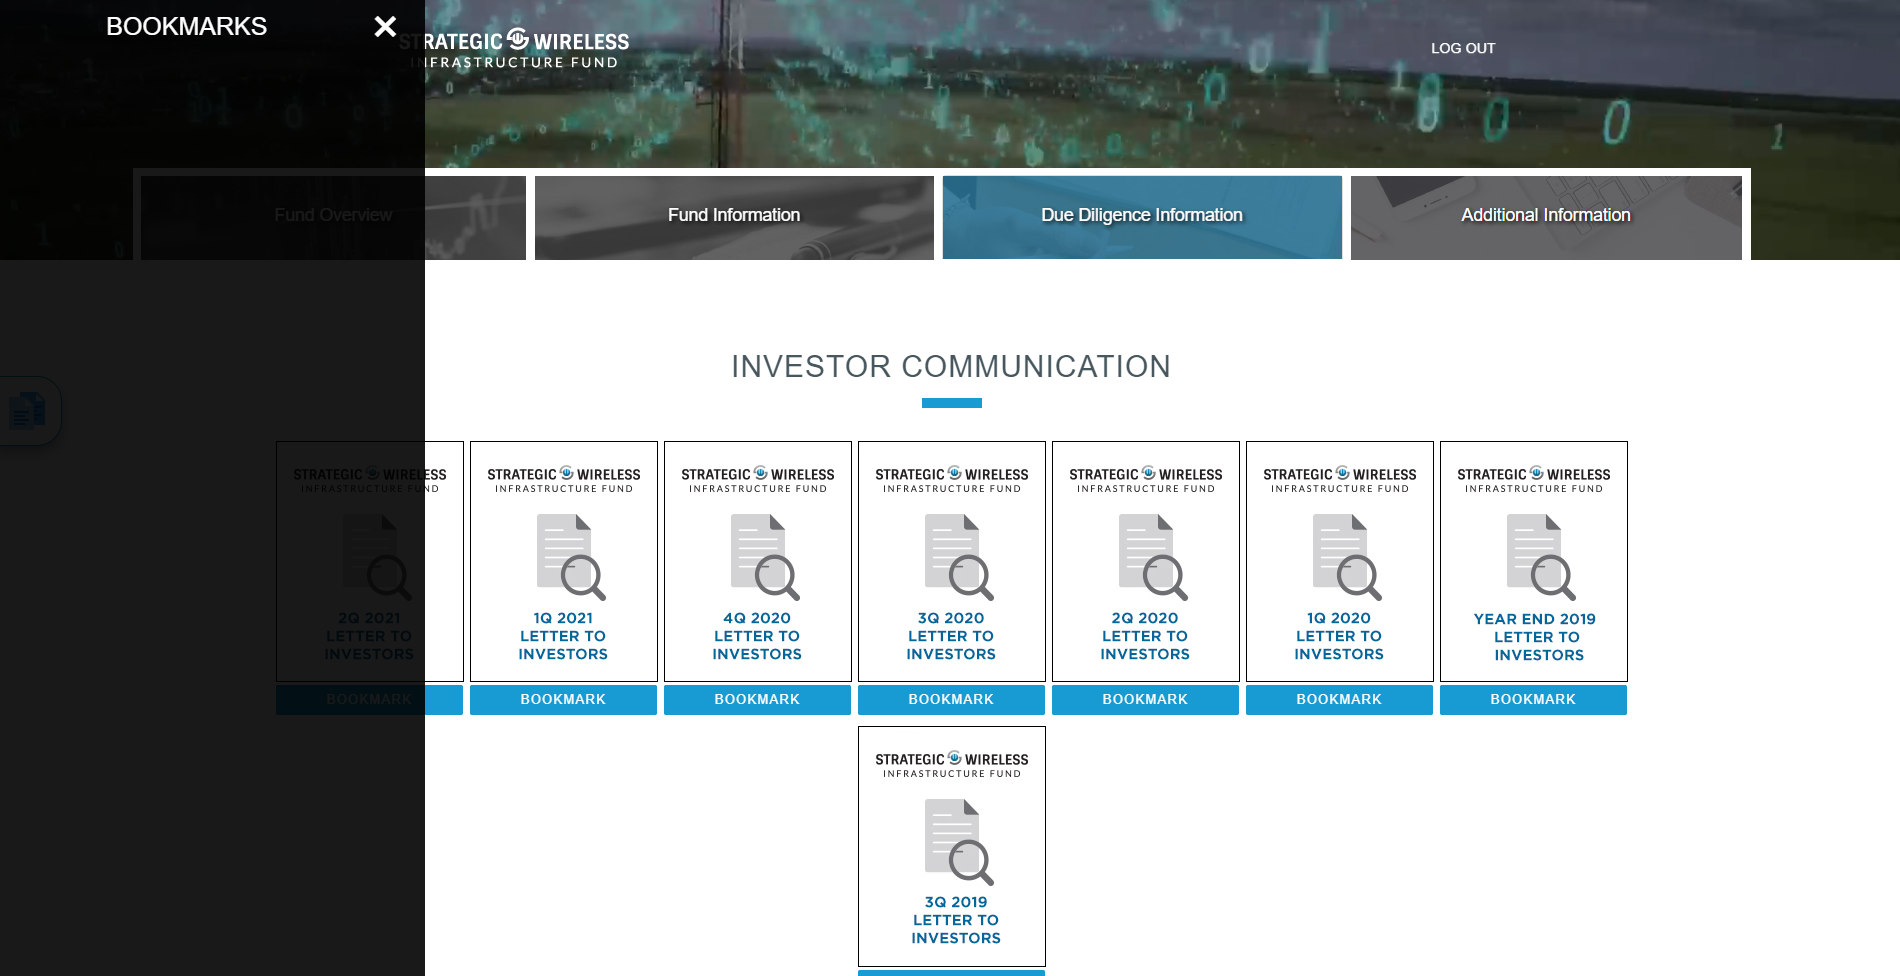 BOOKMARKS
STRATEGIC WIRELESS
INFRASTRUCTURE FUND
LOG OUT
Fund Overview
Fund Information
Due Diligence Information
Additional Information
INVESTOR COMMUNICATION
STRATEGIC WIRELESS
INFRASTRUCTURE FUND
2Q 2021
LETTER TO
INVESTORS
BOOKMARK
STRATEGIC WIRELESS
INFRASTRUCTURE FUND
1Q 2021
LETTER TO
INVESTORS
BOOKMARK
STRATEGIC WIRELESS
INFRASTRUCTURE FUND
4Q 2020
LETTER TO
INVESTORS
BOOKMARK
STRATEGIC WIRELESS
INFRASTRUCTURE FUND
3Q 2020
LETTER TO
INVESTORS
BOOKMARK
STRATEGIC WIRELESS
INFRASTRUCTURE FUND
2Q 2020
LETTER TO
INVESTORS
BOOKMARK
STRATEGIC WIRELESS
INFRASTRUCTURE FUND
1Q 2020
LETTER TO
INVESTORS
BOOKMARK
STRATEGIC WIRELESS
INFRASTRUCTURE FUND
YEAR END 2019
LETTER TO
INVESTORS
BOOKMARK
STRATEGIC WIRELESS
INFRASTRUCTURE FUND
3Q 2019
LETTER TO
INVESTORS